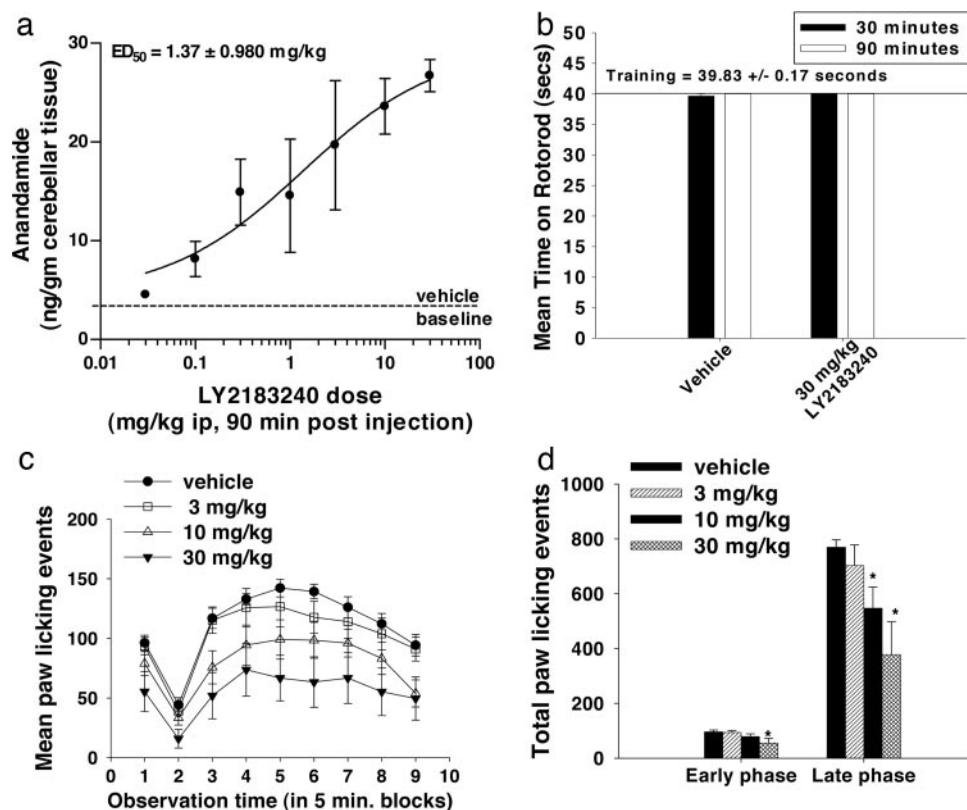 a
ED50 = 1.37 ± 0.980 mg/kg
Anandamide
(ng/gm cerebellar tissue)
30
20
10
0
vehicle
baseline
0.01 0.1 1 10 100
LY2183240 dose
(mg/kg ip, 90 min post injection)
b
30 minutes
90 minutes
Training = 39.83 +/- 0.17 seconds
Mean Time on Rotorod (secs)
50
45
40
35
30
25
20
15
10
5
0
Vehicle
30 mg/kg
LY2183240
c
vehicle
3 mg/kg
10 mg/kg
30 mg/kg
Mean paw licking events
200
150
100
50
0
0 1 2 3 4 5 6 7 8 9 10
Observation time (in 5 min. blocks)
d
vehicle
3 mg/kg
10 mg/kg
30 mg/kg
Total paw licking events
1000
800
600
400
200
0
*
*
*
Early phase Late phase